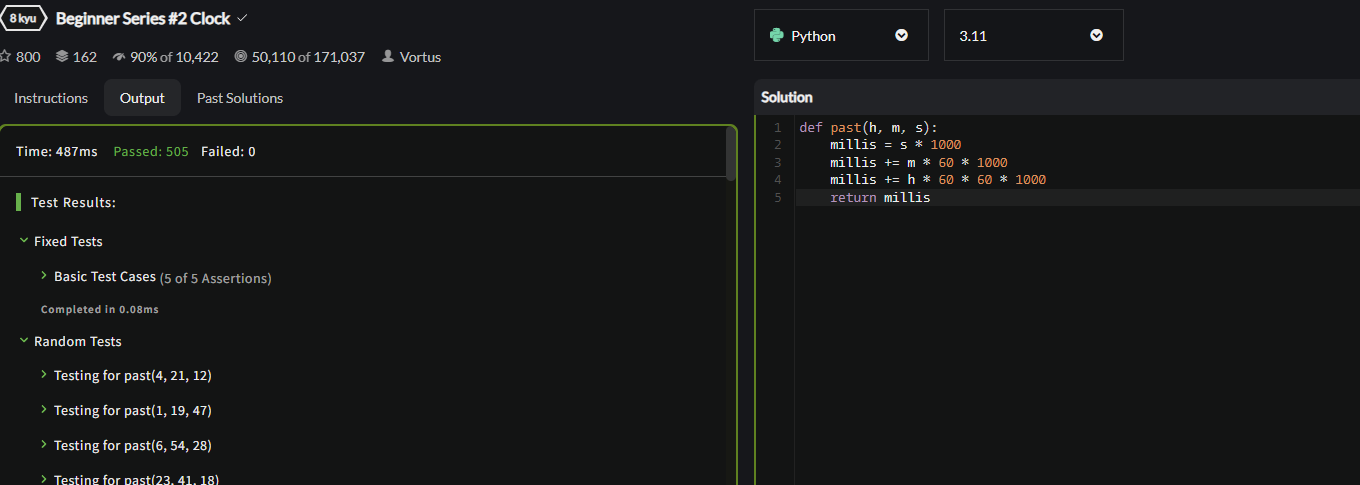 8 kyu Beginner Series #2 Clock
800 162 90% of 10,422 50,110 of 171,037 Vortus
Instructions Output Past Solutions
Time: 487ms Passed: 505 Failed: 0
Test Results:
Fixed Tests
Basic Test Cases (5 of 5 Assertions)
Completed in 0.08ms
Random Tests
Testing for past(4, 21, 12)
Testing for past(1, 19, 47)
Testing for past(6, 54, 28)
Testing for past(23, 41, 18)
Python 3.11
Solution
1 def past(h, m, s):
2 millis = s * 1000
3 millis += m * 60 * 1000
4 millis += h * 60 * 60 * 1000
5 return millis